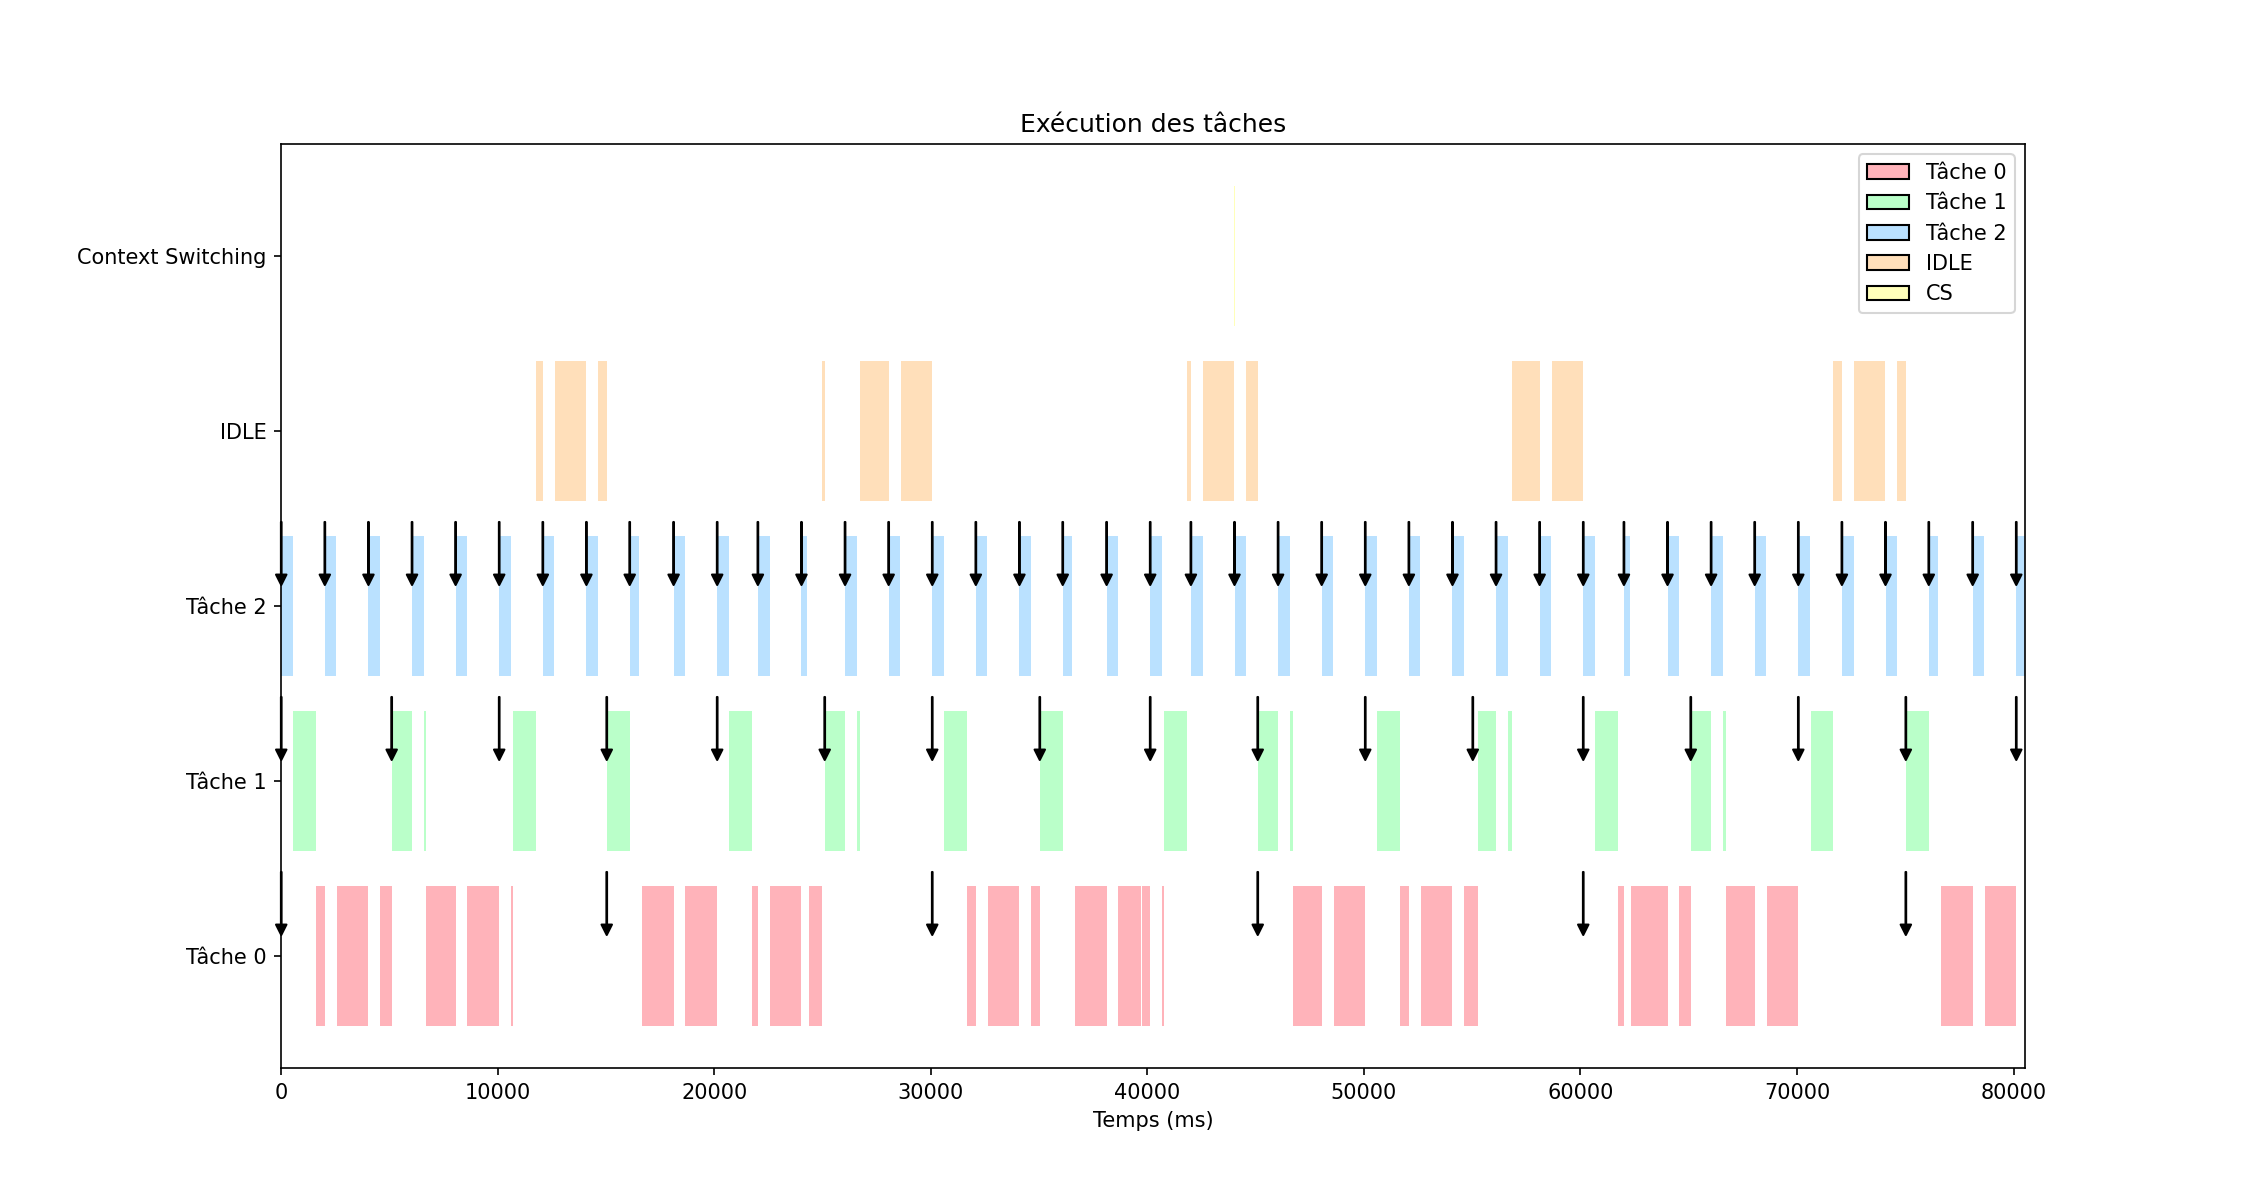 Exécution des tâches
Tâche 0
Tâche 1
Tâche 2
IDLE
CS
Context Switching
IDLE
Tâche 2
Tâche 1
Tâche 0
0 10000 20000 30000 40000 50000 60000 70000 80000
Temps (ms)